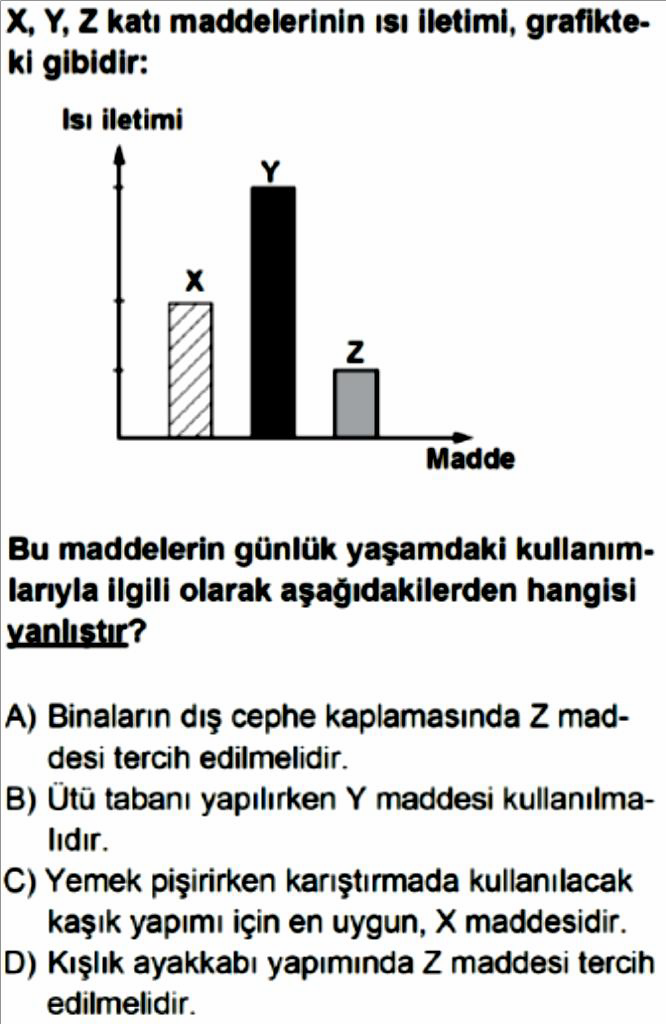 X, Y, Z katı maddelerinin ısı iletimi, grafikte-
ki gibidir:
Isı iletimi
Y
X
Z
Madde
Bu maddelerin günlük yaşamdaki kullanım-
larıyla ilgili olarak aşağıdakilerden hangisi
yanlıştır?
A) Binaların dış cephe kaplamasında Z mad-
desi tercih edilmelidir.
B) Ütü tabanı yapılırken Y maddesi kullanılma-
lıdır.
C) Yemek pişirirken karıştırmada kullanılacak
kaşık yapımı için en uygun, X maddesidir.
D) Kışlık ayakkabı yapımında Z maddesi tercih
edilmelidir.